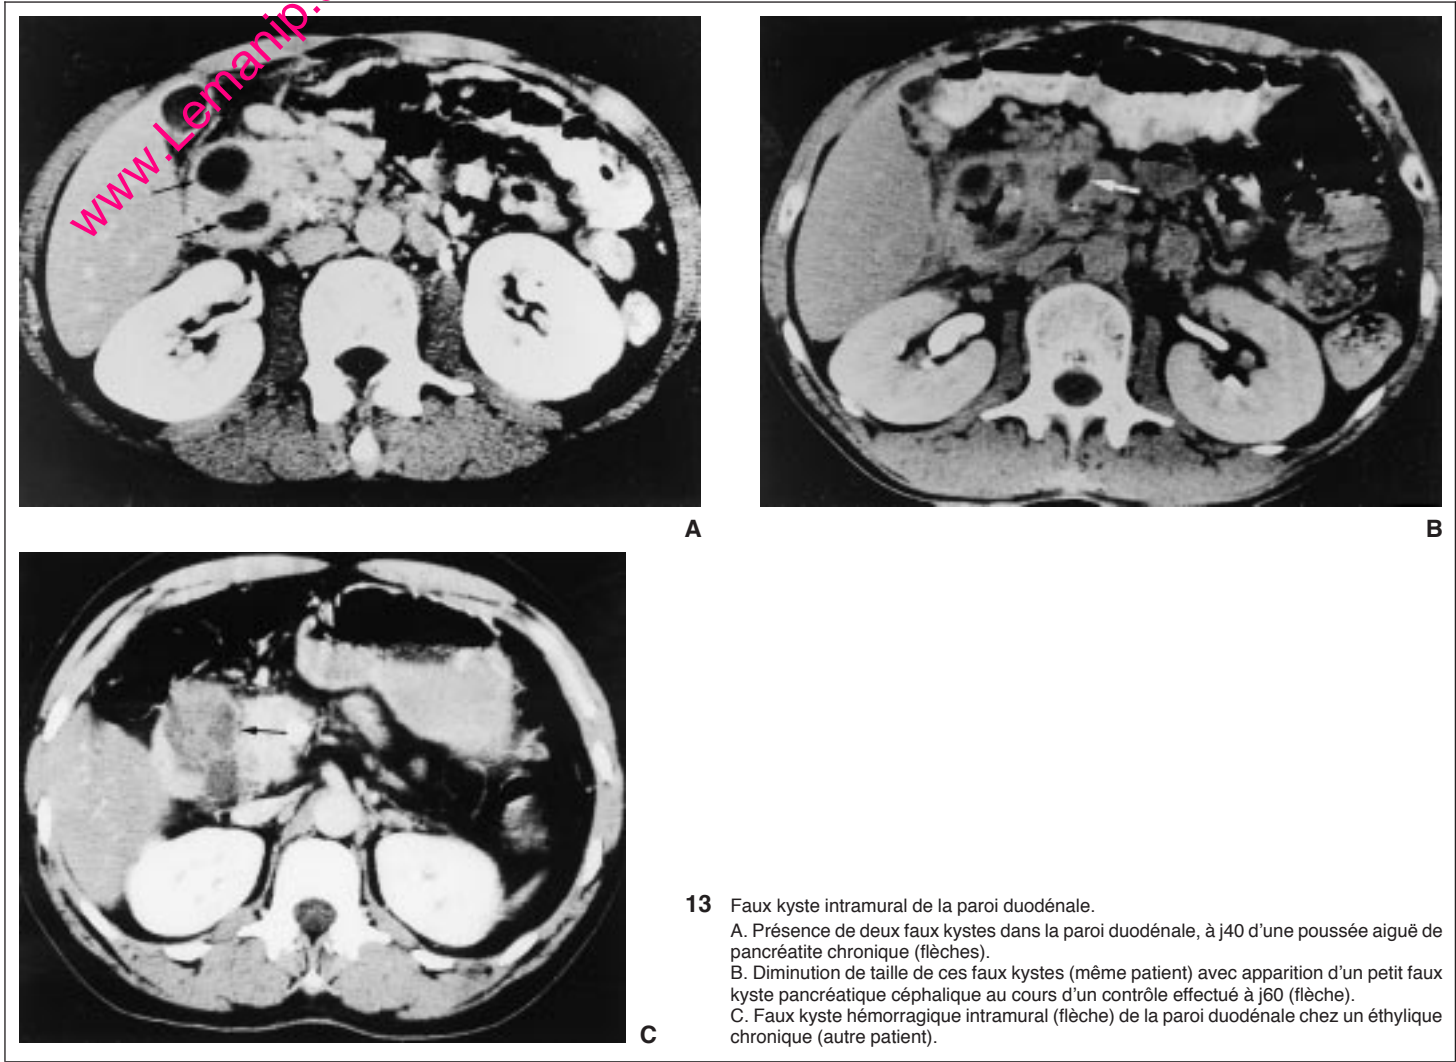 www.Lemanip.
A
B
C
13 Faux kyste intramural de la paroi duodénale.
A. Présence de deux faux kystes dans la paroi duodénale, à j40 d'une poussée aiguë de
pancréatite chronique (flèches).
B. Diminution de taille de ces faux kystes (même patient) avec apparition d'un petit faux
kyste pancréatique céphalique au cours d'un contrôle effectué à j60 (flèche).
C. Faux kyste hémorragique intramural (flèche) de la paroi duodénale chez un éthylique
chronique (autre patient).